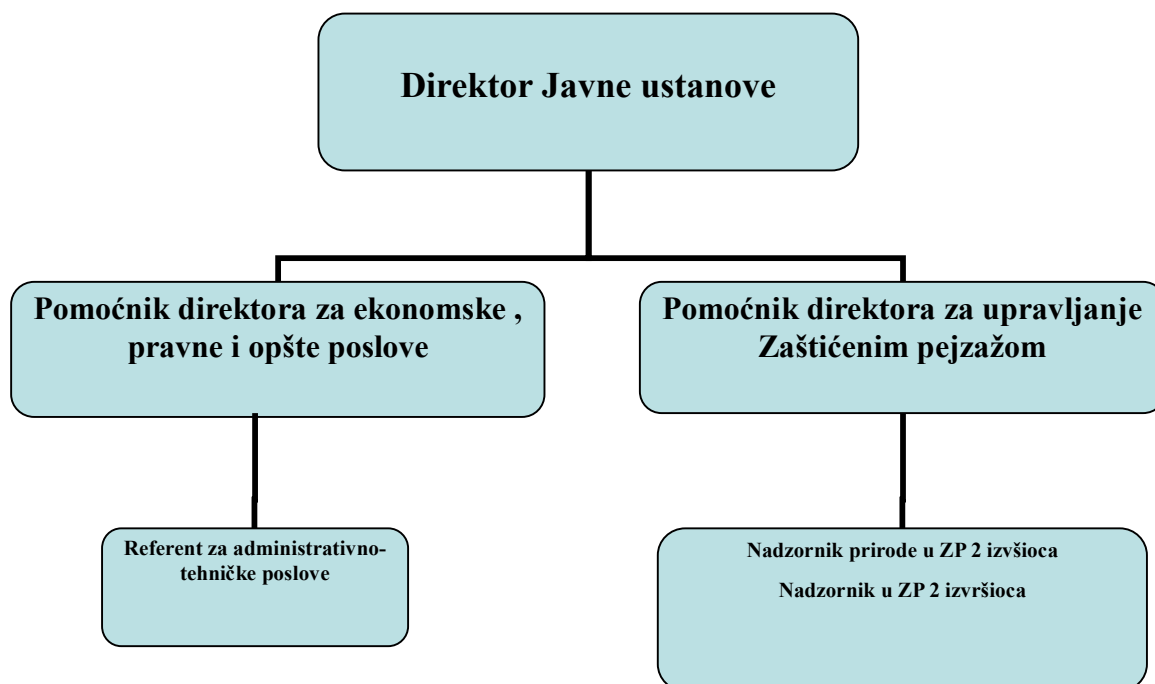 Direktor Javne ustanove
Pomoćnik direktora za ekonomske ,
pravne i opšte poslove
Pomoćnik direktora za upravljanje
Zaštićenim pejzažom
Referent za administrativno-
tehničke poslove
Nadzornik prirode u ZP 2 izvšioca
Nadzornik u ZP 2 izvršioca